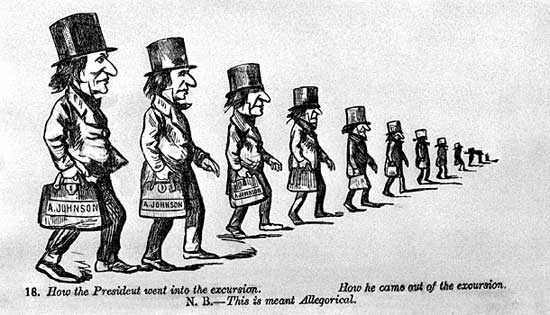 A. JOHNSON
A. JOHNSON
A. JOHNSON
18. How the President went into the excursion. How he came out of the excursion.
N. B.—This is meant Allegorical.